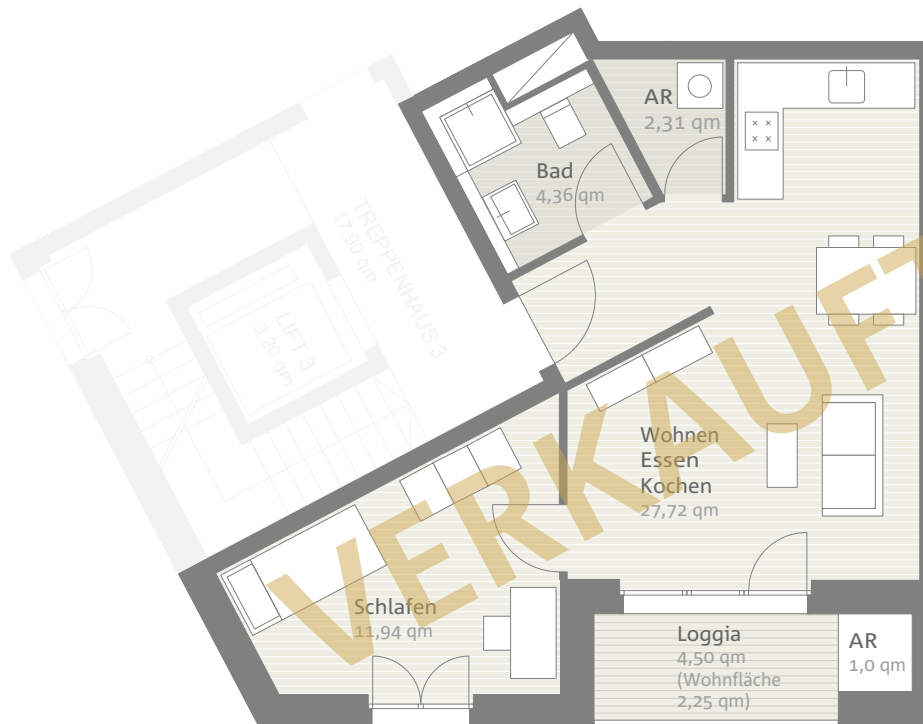 AR
2,31 qm
Bad
4,36 qm
TREPPENHAUS 3
17.90 qm
LIFT 3
3.20 qm
Wohnen
Essen
Kochen
27,72 qm
VERKAUFT
Schlafen
11,94 qm
Loggia
4,50 qm
(Wohnfläche
2,25 qm)
AR
1,0 qm